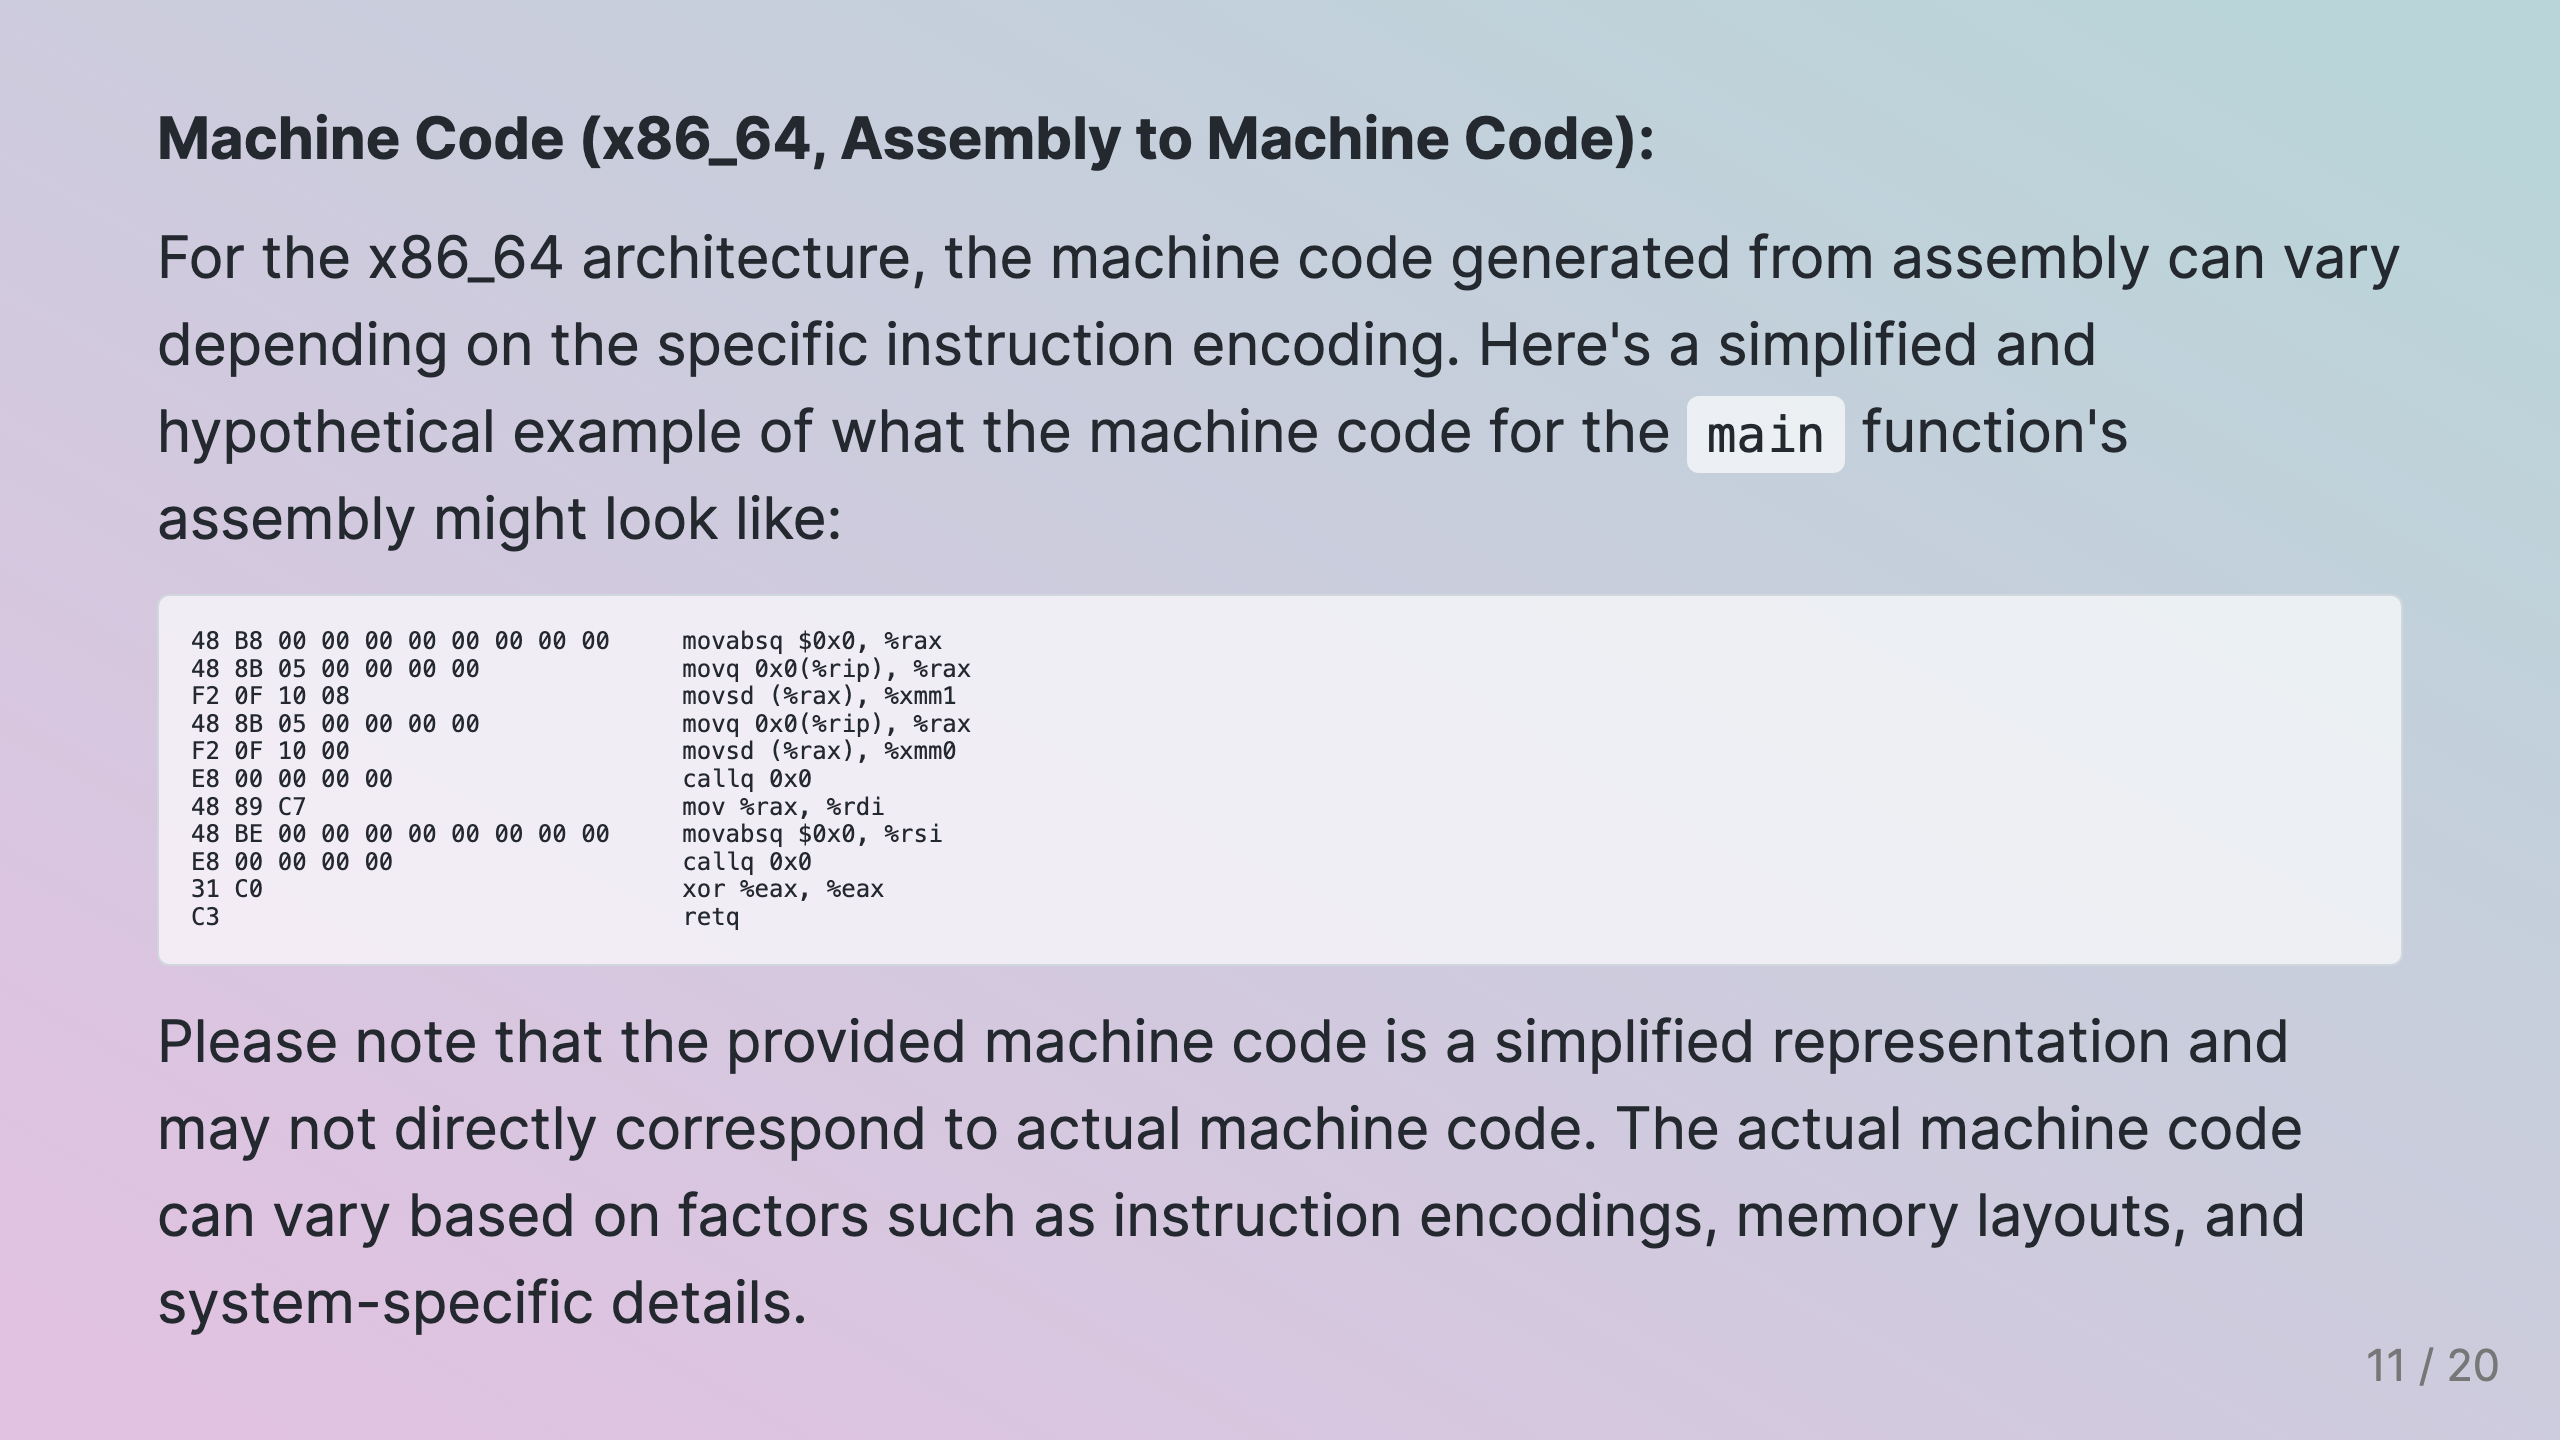 Machine Code (x86_64, Assembly to Machine Code):
For the x86_64 architecture, the machine code generated from assembly can vary
depending on the specific instruction encoding. Here's a simplified and
hypothetical example of what the machine code for the main function's
assembly might look like:
48 B8 00 00 00 00 00 00 00 00     movabsq $0x0, %rax
48 8B 05 00 00 00 00              movq 0x0(%rip), %rax
F2 0F 10 08                       movsd (%rax), %xmm1
48 8B 05 00 00 00 00              movq 0x0(%rip), %rax
F2 0F 10 00                       movsd (%rax), %xmm0
E8 00 00 00 00                    callq 0x0
48 89 C7                          mov %rax, %rdi
48 BE 00 00 00 00 00 00 00 00     movabsq $0x0, %rsi
E8 00 00 00 00                    callq 0x0
31 C0                             xor %eax, %eax
C3                                retq
Please note that the provided machine code is a simplified representation and
may not directly correspond to actual machine code. The actual machine code
can vary based on factors such as instruction encodings, memory layouts, and
system-specific details.
11 / 20